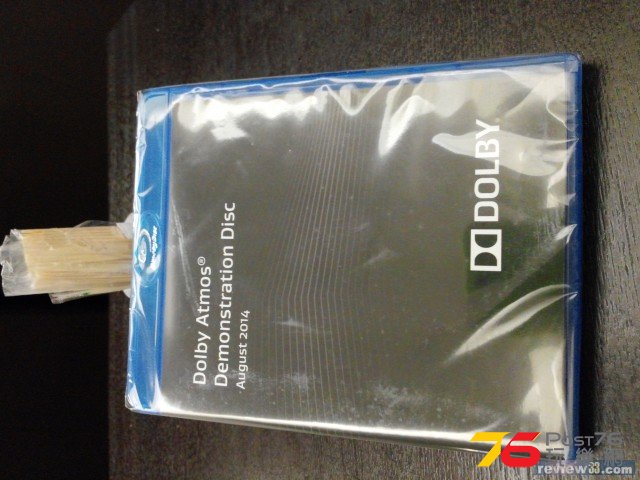 Dolby Atmos®
Demonstration Disc
August 2014
DOLBY
76 Post76
review33.com